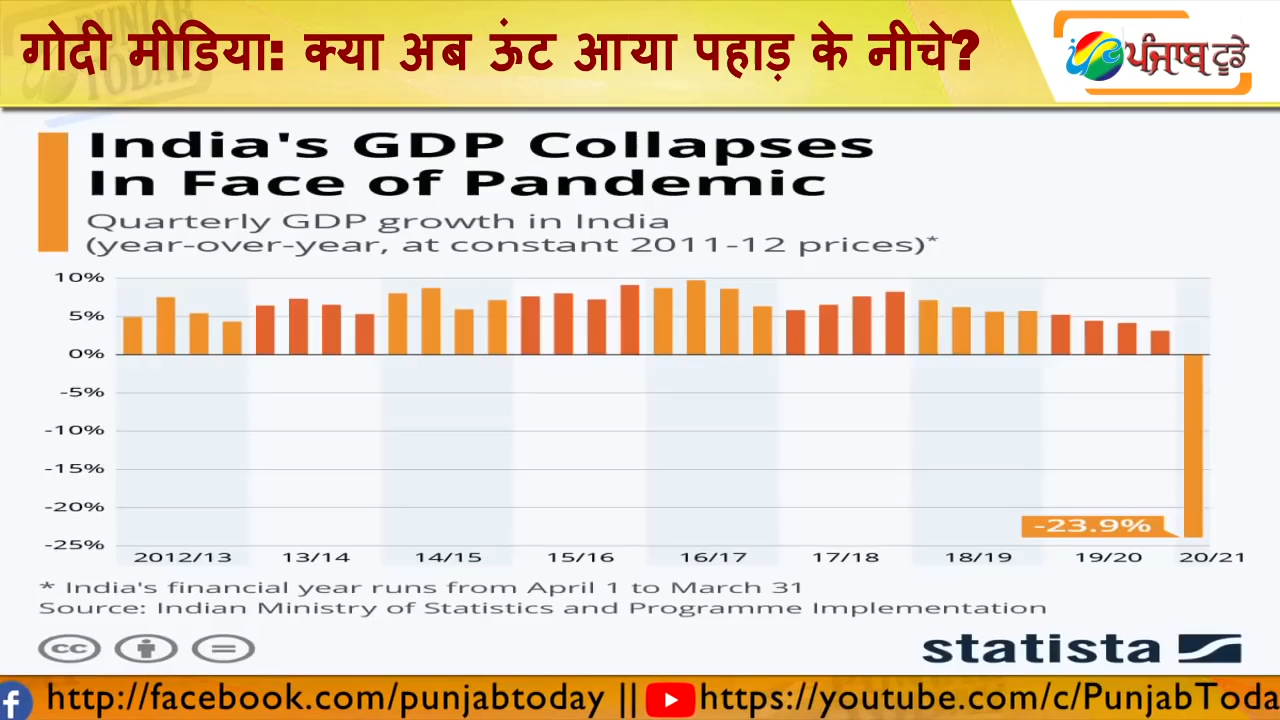 गोदी मीडिया: क्या अब ऊंट आया पहाड़ के नीचे?
ਪੰਜਾਬ ਟੂਡੇ
India's GDP Collapses
In Face of Pandemic
Quarterly GDP growth in India
(year-over-year, at constant 2011-12 prices)*
10%
5%
0%
-5%
-10%
-15%
-20%
-25%
-23.9%
2012/13 13/14 14/15 15/16 16/17 17/18 18/19 19/20 20/21
* India's financial year runs from April 1 to March 31
Source: Indian Ministry of Statistics and Programme Implementation
cc
statista
http://facebook.com/punjabtoday || https://youtube.com/c/PunjabToda